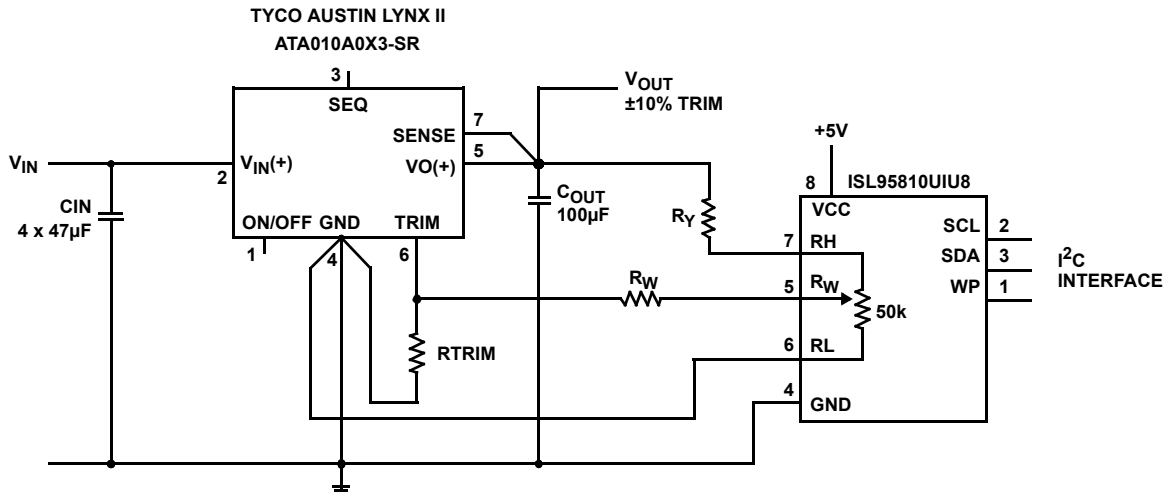 TYCO AUSTIN LYNX II
ATA010A0X3-SR
3
SEQ
VOUT
±10% TRIM
7
SENSE
5
VO(+)
VIN
VIN(+)
2
CIN
4 x 47µF
ON/OFF
GND
TRIM
1
4
6
COUT
100µF
RY
+5V
8
ISL95810UIU8
VCC
7
RH
SCL
2
SDA
3
WP
1
I²C
INTERFACE
RW
5
RW
50k
6
RL
RTRIM
4
GND